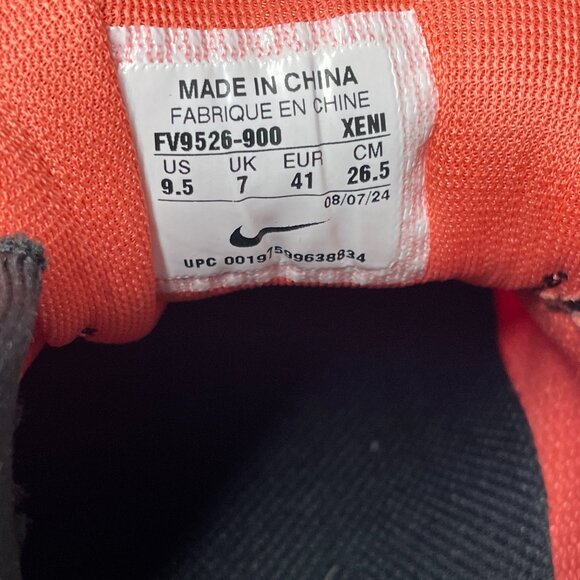 MADE IN CHINA
FABRIQUE EN CHINE
FV9526-900 XENI
US UK EUR CM
9.5 7 41 26.5
08/07/24
UPC 00197599638834